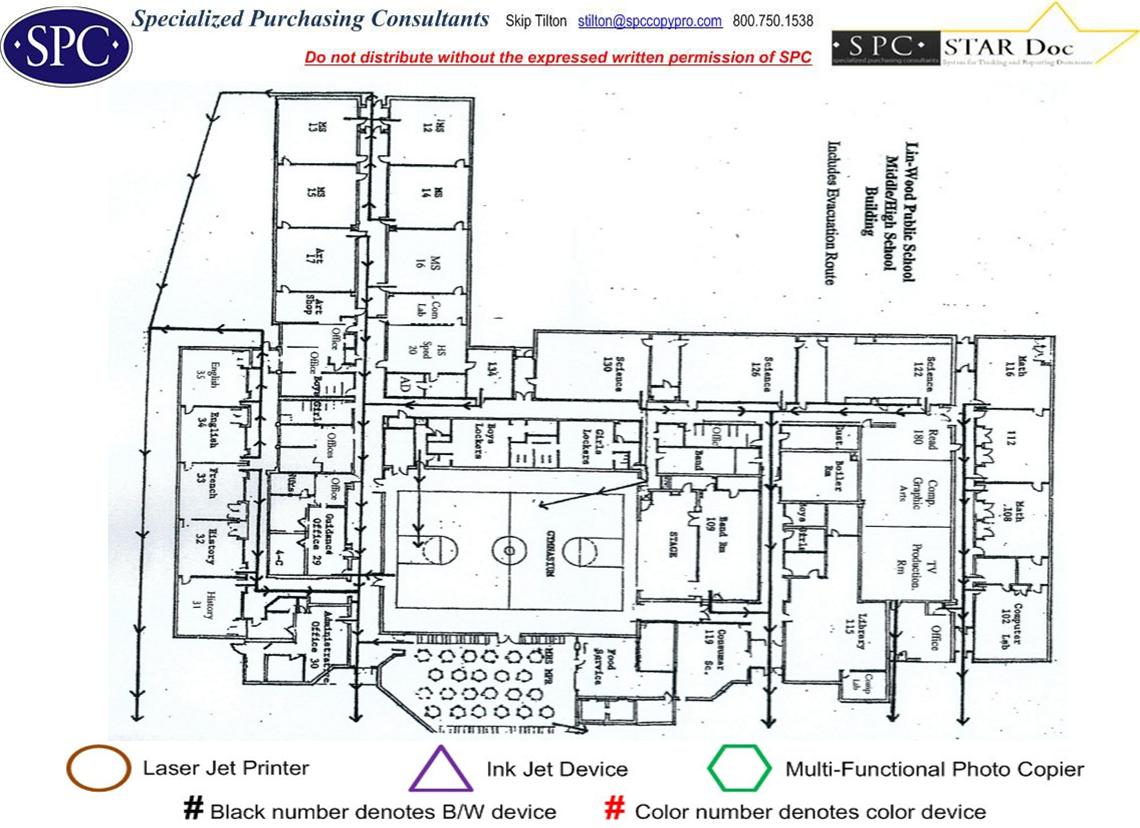 SPC
Specialized Purchasing Consultants Skip Tilton stilton@spccopypro.com 800.750.1538
Do not distribute without the expressed written permission of SPC
·SPC· STAR Doc
specialized purchasing consultants System for Tracking and Reporting Documents
Lin-Wood Public School
Middle/High School
Building
Includes Evacuation Route
MS
13
MS
12
MS
15
MS
14
Art
17
MS
16
Art
Shop
Com
Lab
Office
Office
HS
Sped
20
AD
13A
Science
130
Science
126
Science
122
Math
116
English
35
Boys
Girls
English
34
Offices
Boys
Lockers
Girls
Lockers
Offic
Band
Read
180
112
Boiler
Rm
French
33
Office
Comp.
Graphic
Arts
Math
108
Guidance
Office 29
4-C
History
32
GYMNASIUM
STAGE
Band Rm
109
Boys
Girls
TV
Production.
Rm
History
31
Administrative
Office 30
MHS MPR
Food
Service
Consumar
Sc.
119
Library
115
Office
Computer
Lab
102
Comp
Lab
Laser Jet Printer
Ink Jet Device
Multi-Functional Photo Copier
# Black number denotes B/W device
# Color number denotes color device